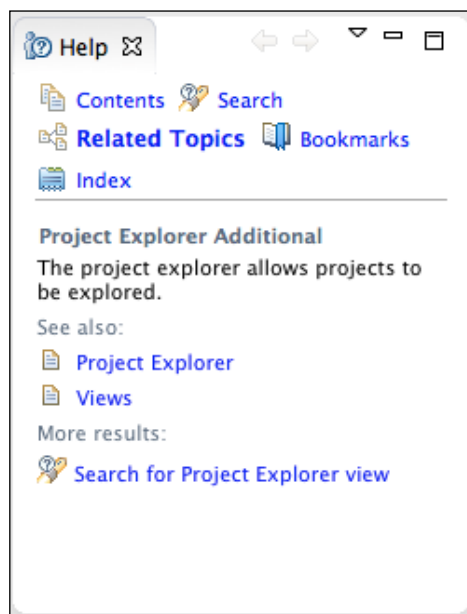 Help
Contents Search
Related Topics Bookmarks
Index
Project Explorer Additional
The project explorer allows projects to
be explored.
See also:
Project Explorer
Views
More results:
Search for Project Explorer view